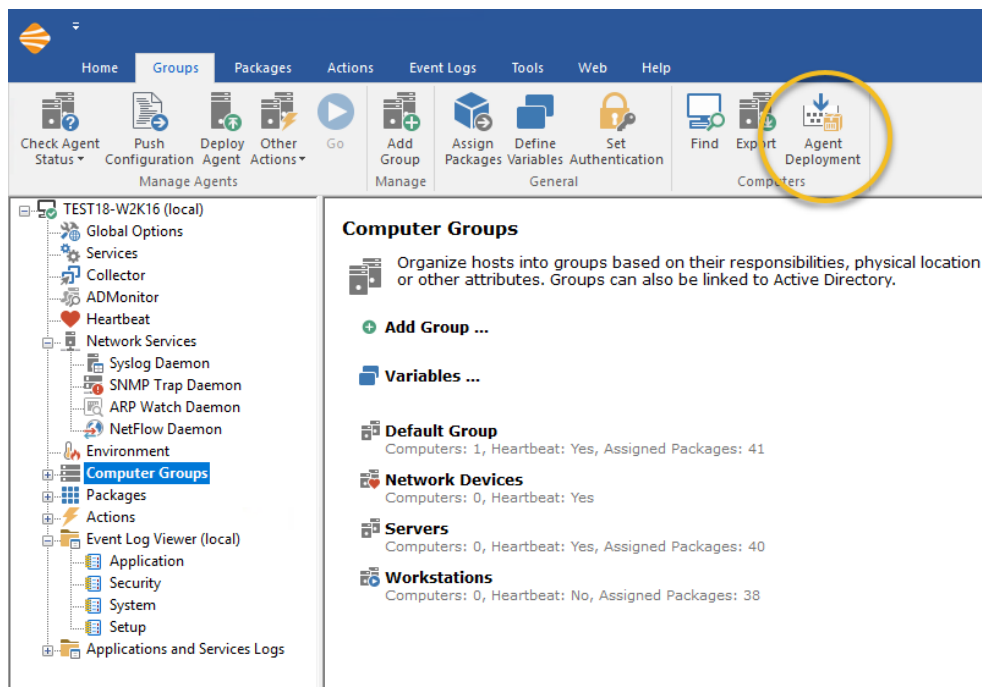 Home Groups Packages Actions Event Logs Tools Web Help
Check Agent Status
Push Configuration
Deploy Agent
Other Actions
Go
Add Group
Assign Packages
Define Variables
Set Authentication
Find
Export
Agent Deployment
Manage Agents
Manage
General
Computers
TEST18-W2K16 (local)
Global Options
Services
Collector
ADMonitor
Heartbeat
Network Services
Syslog Daemon
SNMP Trap Daemon
ARP Watch Daemon
NetFlow Daemon
Environment
Computer Groups
Packages
Actions
Event Log Viewer (local)
Application
Security
System
Setup
Applications and Services Logs
Computer Groups
Organize hosts into groups based on their responsibilities, physical location
or other attributes. Groups can also be linked to Active Directory.
Add Group ...
Variables ...
Default Group
Computers: 1, Heartbeat: Yes, Assigned Packages: 41
Network Devices
Computers: 0, Heartbeat: Yes
Servers
Computers: 0, Heartbeat: Yes, Assigned Packages: 40
Workstations
Computers: 0, Heartbeat: No, Assigned Packages: 38